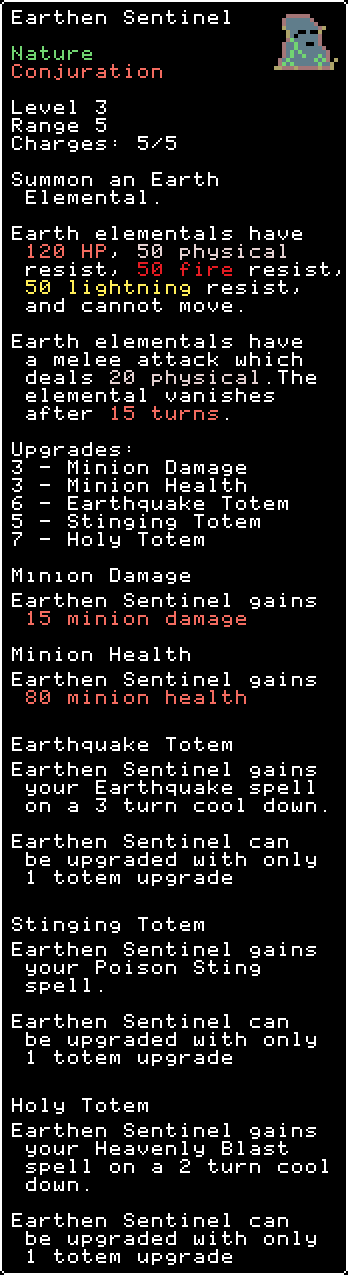 Earthen Sentinel
Nature
Conjuration
Level 3
Range 5
Charges: 5/5
Summon an Earth
Elemental.
Earth elementals have
120 HP, 50 physical
resist, 50 fire resist,
50 lightning resist,
and cannot move.
Earth elementals have
a melee attack which
deals 20 physical.The
elemental vanishes
after 15 turns.
Upgrades:
3 - Minion Damage
3 - Minion Health
6 - Earthquake Totem
5 - Stinging Totem
7 - Holy Totem
Minion Damage
Earthen Sentinel gains
15 minion damage
Minion Health
Earthen Sentinel gains
80 minion health
Earthquake Totem
Earthen Sentinel gains
your Earthquake spell
on a 3 turn cool down.
Earthen Sentinel can
be upgraded with only
1 totem upgrade
Stinging Totem
Earthen Sentinel gains
your Poison Sting
spell.
Earthen Sentinel can
be upgraded with only
1 totem upgrade
Holy Totem
Earthen Sentinel gains
your Heavenly Blast
spell on a 2 turn cool
down.
Earthen Sentinel can
be upgraded with only
1 totem upgrade